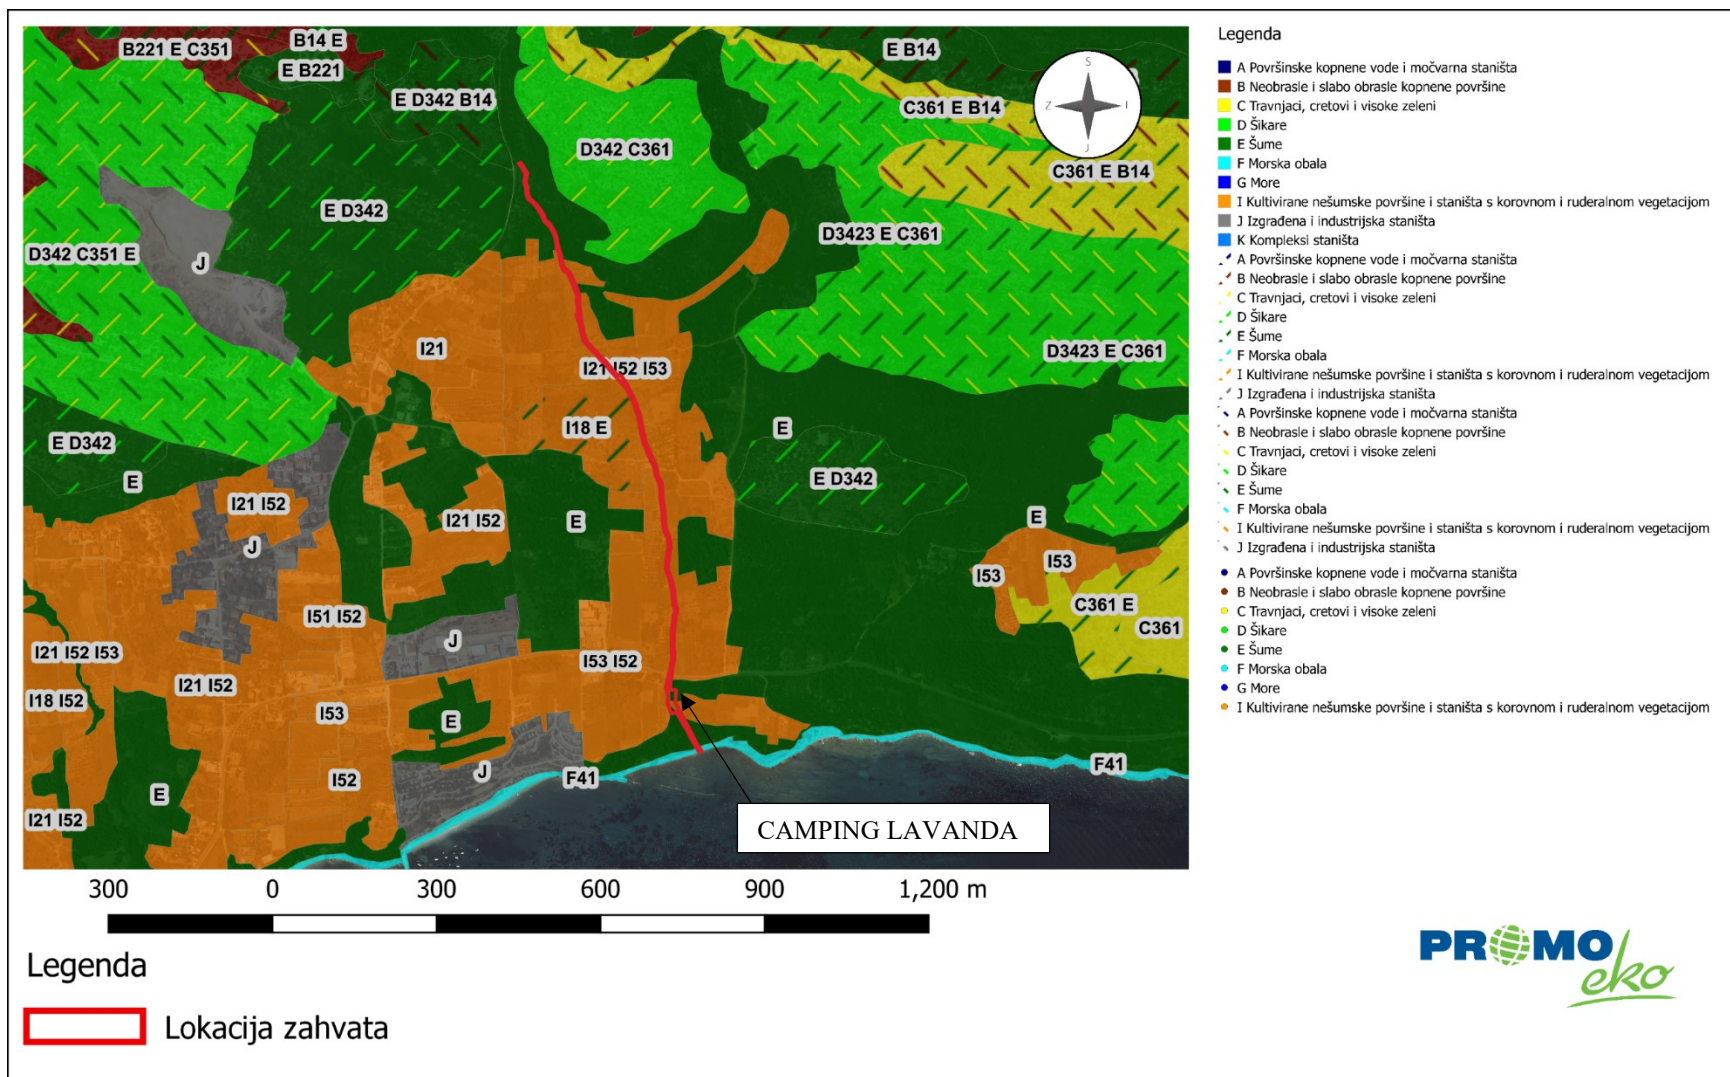 B221 E C351
B14 E
E B221
E B14
E D342 B14
C361 E B14
S
Z
I
J
D342 C361
C361 E B14
E D342
D3423 E C361
D342 C351 E
J
I21
D3423 E C361
I21 I52 I53
I18 E
E
E D342
E
E D342
I21 I52
I21 I52
E
E
J
I53
I53
C361 E
I51 I52
C361
J
I21 I52 I53
I53 I52
I21 I52
I18 I52
I53
E
F41
J
F41
I52
E
I21 I52
CAMPING LAVANDA
300 0 300 600 900 1,200 m
Legenda
Lokacija zahvata
Legenda
A Površinske kopnene vode i močvarna staništa
B Neobrasle i slabo obrasle kopnene površine
C Travnjaci, cretovi i visoke zeleni
D Šikare
E Šume
F Morska obala
G More
I Kultivirane nešumske površine i staništa s korovnom i ruderalnom vegetacijom
J Izgrađena i industrijska staništa
K Kompleksi staništa
A Površinske kopnene vode i močvarna staništa
B Neobrasle i slabo obrasle kopnene površine
C Travnjaci, cretovi i visoke zeleni
D Šikare
E Šume
F Morska obala
I Kultivirane nešumske površine i staništa s korovnom i ruderalnom vegetacijom
J Izgrađena i industrijska staništa
A Površinske kopnene vode i močvarna staništa
B Neobrasle i slabo obrasle kopnene površine
C Travnjaci, cretovi i visoke zeleni
D Šikare
E Šume
F Morska obala
I Kultivirane nešumske površine i staništa s korovnom i ruderalnom vegetacijom
J Izgrađena i industrijska staništa
A Površinske kopnene vode i močvarna staništa
B Neobrasle i slabo obrasle kopnene površine
C Travnjaci, cretovi i visoke zeleni
D Šikare
E Šume
F Morska obala
G More
I Kultivirane nešumske površine i staništa s korovnom i ruderalnom vegetacijom
PROMO
eko